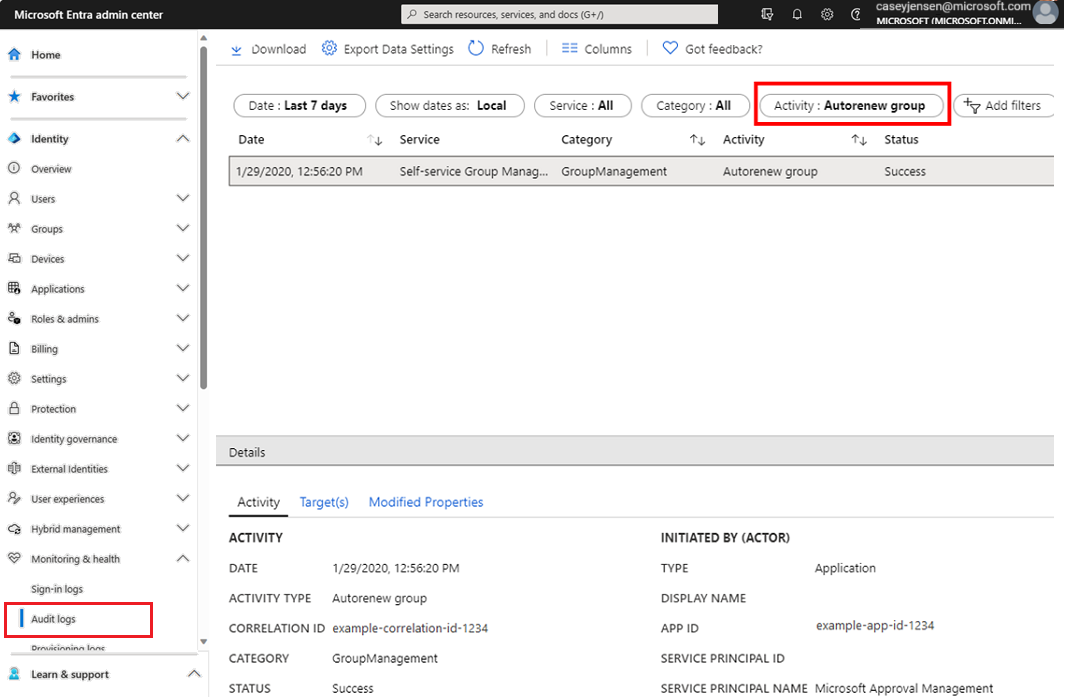 Microsoft Entra admin center
Search resources, services, and docs (G+/)
caseyjensen@microsoft.com
MICROSOFT (MICROSOFT.ONMI...
Home
Favorites
Identity
Overview
Users
Groups
Devices
Applications
Roles & admins
Billing
Settings
Protection
Identity governance
External Identities
User experiences
Hybrid management
Monitoring & health
Sign-in logs
Audit logs
Provisioning logs
Learn & support
Download Export Data Settings Refresh Columns Got feedback?
Date : Last 7 days Show dates as: Local Service : All Category : All Activity : Autorenew group Add filters
Date Service Category Activity Status
1/29/2020, 12:56:20 PM Self-service Group Manag... GroupManagement Autorenew group Success
Details
Activity Target(s) Modified Properties
ACTIVITY
DATE 1/29/2020, 12:56:20 PM
ACTIVITY TYPE Autorenew group
CORRELATION ID example-correlation-id-1234
CATEGORY GroupManagement
STATUS Success
INITIATED BY (ACTOR)
TYPE Application
DISPLAY NAME
APP ID example-app-id-1234
SERVICE PRINCIPAL ID
SERVICE PRINCIPAL NAME Microsoft Approval Management